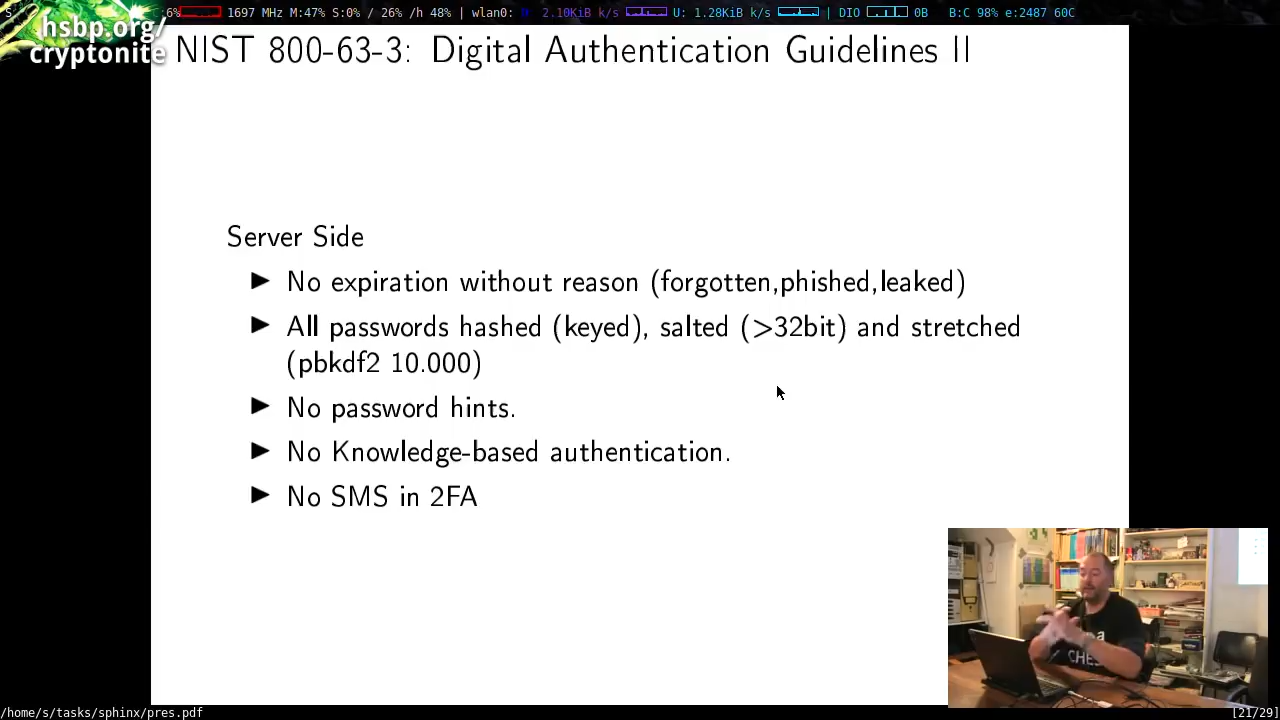 6% 1697 MHz M:47% S:0% / 26% /h 48% | wlan0: 2.10KiB k/s U: 1.28KiB k/s | DIO 0B B:C 98% e:2487 60C
hsbp.org/
cryptonite
NIST 800-63-3: Digital Authentication Guidelines II
Server Side
▶ No expiration without reason (forgotten,phished,leaked)
▶ All passwords hashed (keyed), salted (>32bit) and stretched
(pbkdf2 10.000)
▶ No password hints.
▶ No Knowledge-based authentication.
▶ No SMS in 2FA
CHES
/home/s/tasks/sphinx/pres.pdf
[21/29]